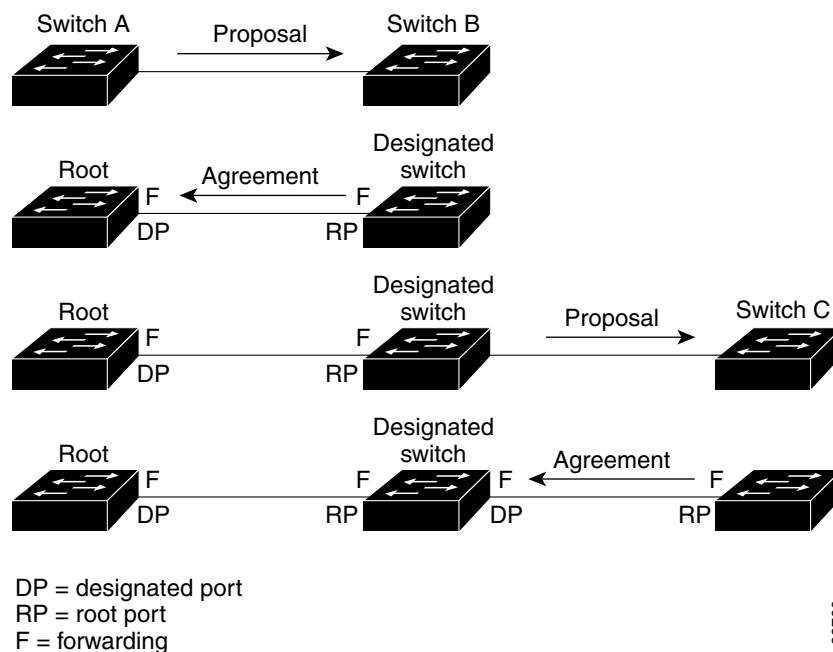 Switch A
Proposal
Switch B
Root
F
Agreement
F
Designated
switch
DP
RP
Root
F
F
Designated
switch
Proposal
Switch C
DP
RP
Root
F
F
Designated
switch
F
Agreement
F
DP
RP
DP
RP
DP = designated port
RP = root port
F = forwarding